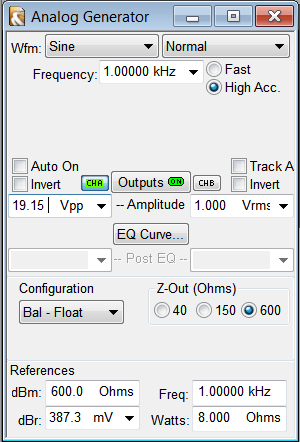 Analog Generator
Wfm: Sine Normal
Frequency: 1.00000 kHz Fast
High Acc.
Auto On Track A
Invert CHA Outputs ON CHB Invert
19.15 Vpp -- Amplitude 1.000 Vrms
EQ Curve...
-- Post EQ --
Configuration Z-Out (Ohms)
Bal - Float 40 150 600
References
dBm: 600.0 Ohms Freq: 1.00000 kHz
dBr: 387.3 mV Watts: 8.000 Ohms